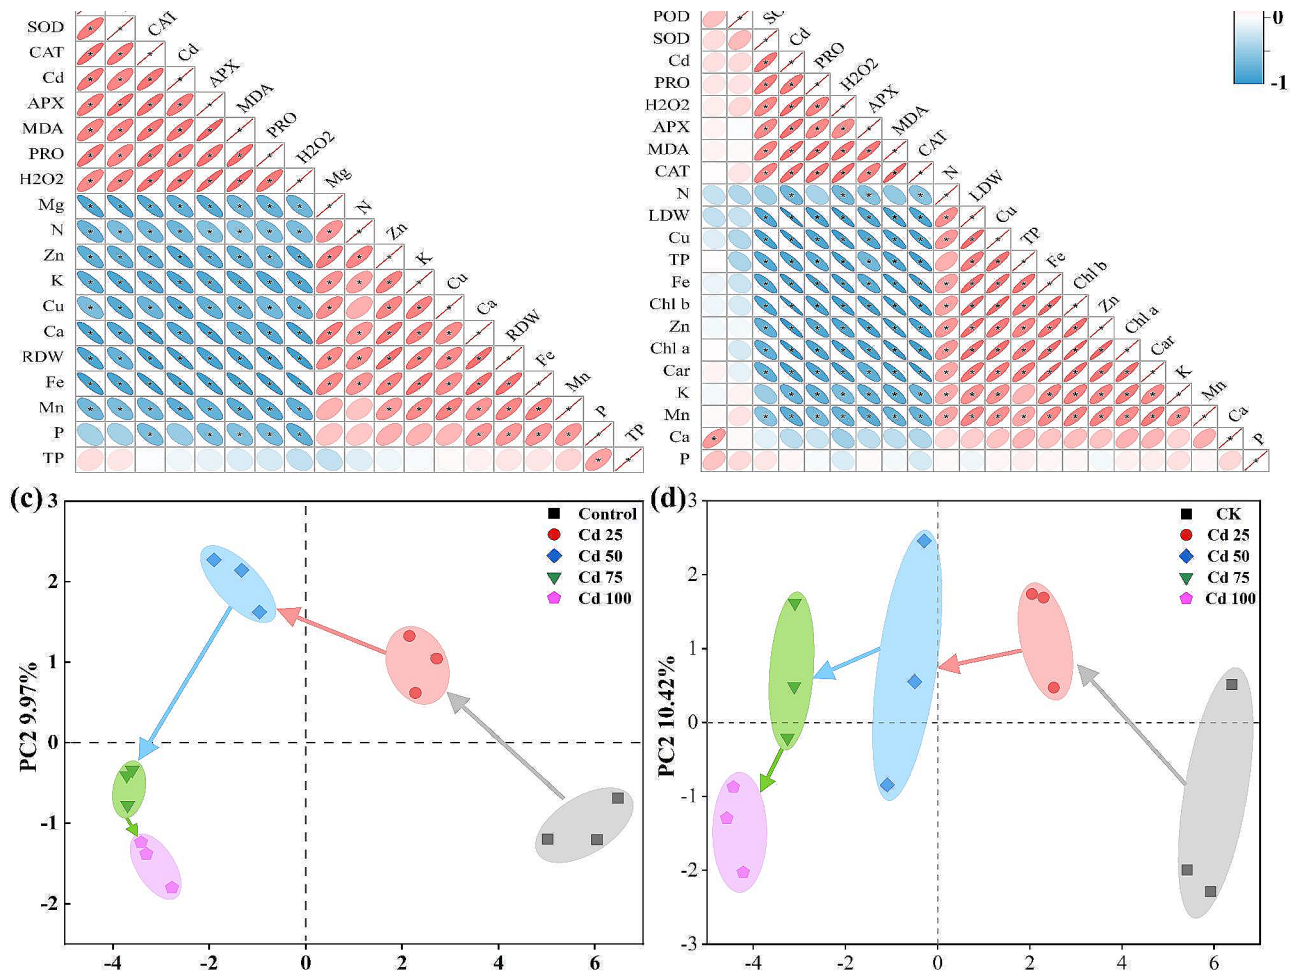 SOD
CAT
Cd
APX
MDA
PRO
H2O2
Mg
N
Zn
K
Cu
Ca
RDW
Fe
Mn
P
TP
CAT
Cd
APX
MDA
PRO
H2O2
Mg
N
Zn
K
Cu
Ca
RDW
Fe
Mn
P
TP
POD
SOD
Cd
PRO
H2O2
APX
MDA
CAT
N
LDW
Cu
TP
Fe
Chl b
Zn
Chl a
Car
K
Mn
Ca
P
SO
Cd
PRO
H2O2
APX
MDA
CAT
N
LDW
Cu
TP
Fe
Chl b
Zn
Chl a
Car
K
Mn
Ca
P
0
-1
(c)
3
2
1
0
-1
-2
PC2 9.97%
-4
-2
0
2
4
6
Control
Cd 25
Cd 50
Cd 75
Cd 100
(d)
3
2
1
0
-1
-2
-3
PC2 10.42%
-4
-2
0
2
4
6
CK
Cd 25
Cd 50
Cd 75
Cd 100